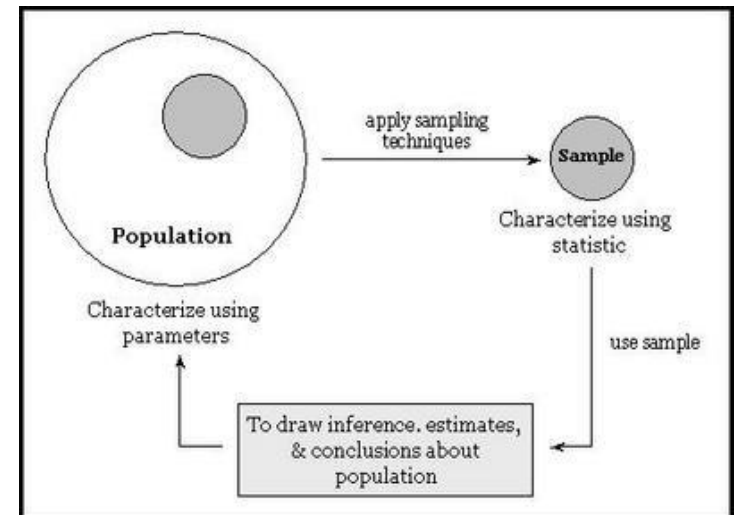 Population
Characterize using
parameters
apply sampling
techniques
Sample
Characterize using
statistic
use sample
To draw inference. estimates,
& conclusions about
population